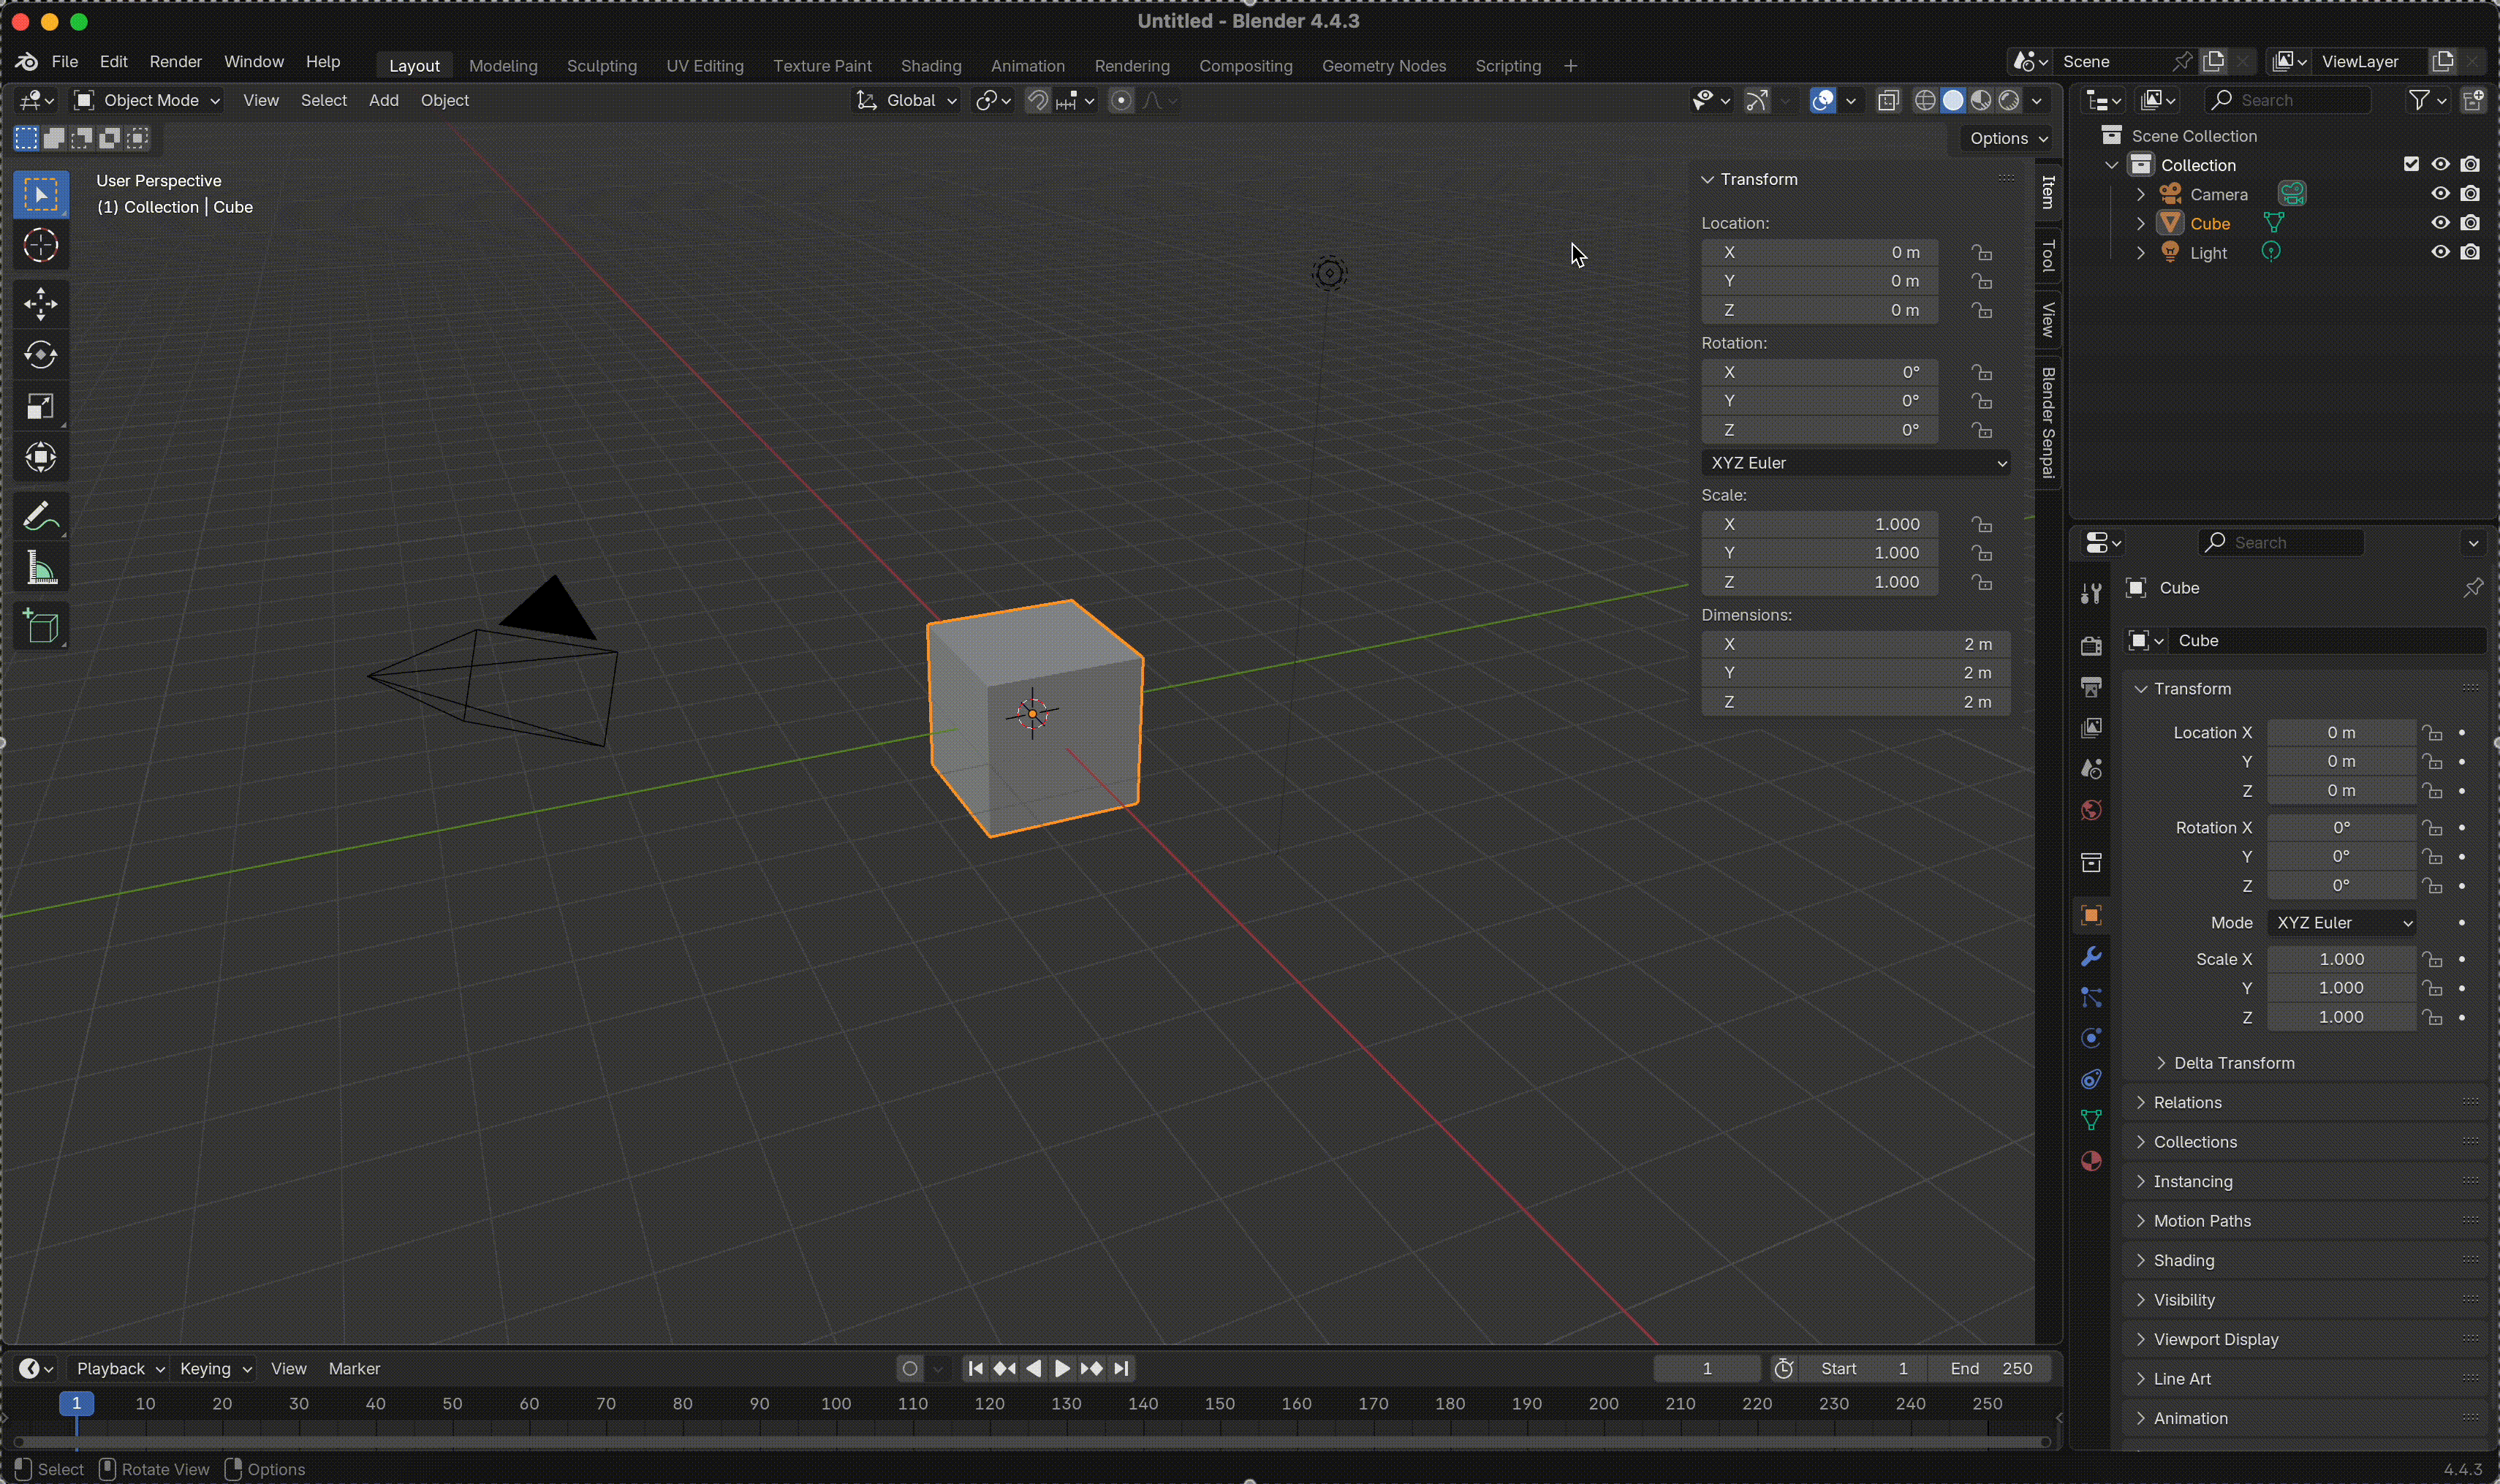 Untitled - Blender 4.4.3
File Edit Render Window Help Layout Modeling Sculpting UV Editing Texture Paint Shading Animation Rendering Compositing Geometry Nodes Scripting + Scene ViewLayer
Object Mode View Select Add Object Global Search
Options
User Perspective
(1) Collection | Cube
Transform
Location:
X 0 m
Y 0 m
Z 0 m
Rotation:
X 0°
Y 0°
Z 0°
XYZ Euler
Scale:
X 1.000
Y 1.000
Z 1.000
Dimensions:
X 2 m
Y 2 m
Z 2 m
Item
Tool
View
Blender Senpai
Scene Collection
Collection
Camera
Cube
Light
Search
Cube
Cube
Transform
Location X 0 m
Y 0 m
Z 0 m
Rotation X 0°
Y 0°
Z 0°
Mode XYZ Euler
Scale X 1.000
Y 1.000
Z 1.000
Delta Transform
Relations
Collections
Instancing
Motion Paths
Shading
Visibility
Viewport Display
Line Art
Animation
Playback Keying View Marker 1 Start 1 End 250
1 10 20 30 40 50 60 70 80 90 100 110 120 130 140 150 160 170 180 190 200 210 220 230 240 250
Select Rotate View Options 4.4.3